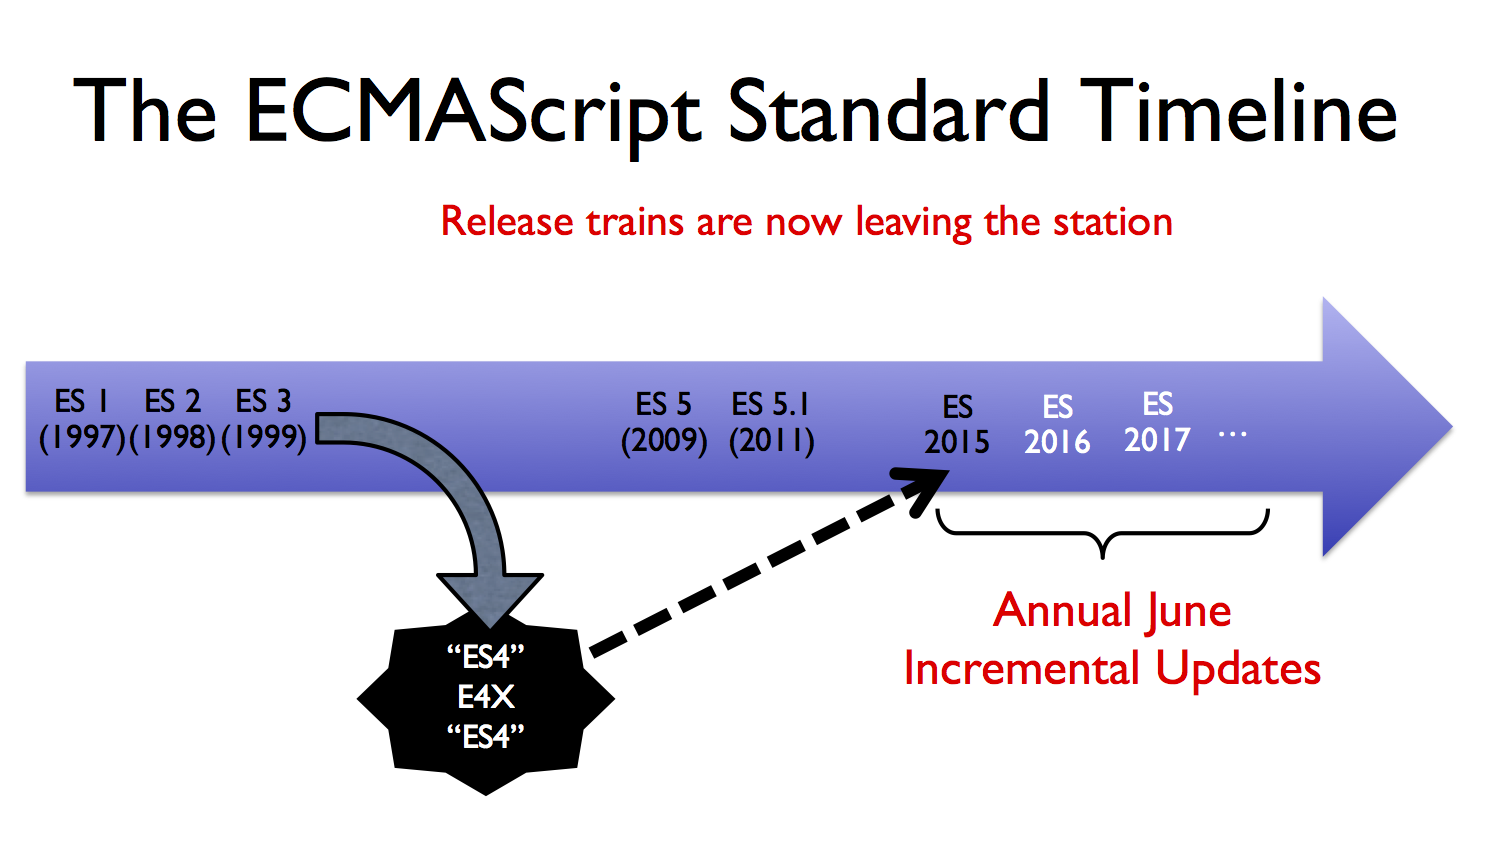 The ECMAScript Standard Timeline
Release trains are now leaving the station
ES 1 ES 2 ES 3
(1997) (1998) (1999)
ES 5 ES 5.1
(2009) (2011)
ES
2015
ES
2016
ES
2017
...
“ES4”
E4X
“ES4”
Annual June
Incremental Updates